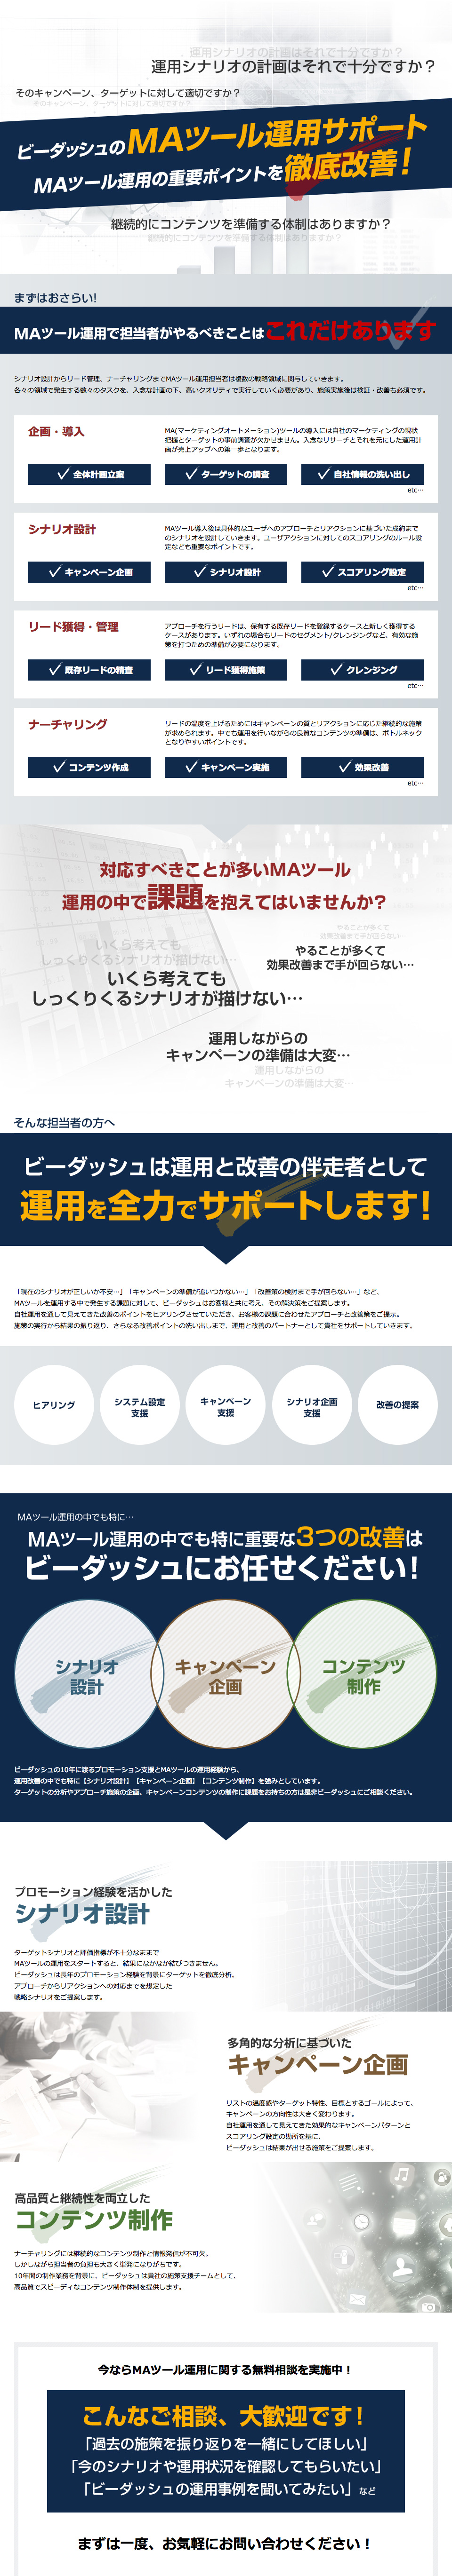 運用シナリオの計画はそれで十分ですか？
運用シナリオの計画はそれで十分ですか？
そのキャンペーン、ターゲットに対して適切ですか？
そのキャンペーン、ターゲットに対して適切ですか？
ビーダッシュのMAツール運用サポート
MAツール運用の重要ポイントを徹底改善！
継続的にコンテンツを準備する体制はありますか？
継続的にコンテンツを準備する体制はありますか？
まずはおさらい!
MAツール運用で担当者がやるべきことはこれだけあります
シナリオ設計からリード管理、ナーチャリングまでMAツール運用担当者は複数の戦略領域に関与していきます。
各々の領域で発生する数々のタスクを、入念な計画の下、高いクオリティで実行していく必要があり、施策実施後は検証・改善も必須です。
企画・導入
MA(マーケティングオートメーション)ツールの導入には自社のマーケティングの現状
把握とターゲットの事前調査が欠かせません。入念なリサーチとそれを元にした運用計
画が売上アップへの第一歩となります。
全体計画立案
ターゲットの調査
自社情報の洗い出し
etc…
シナリオ設計
MAツール導入後は具体的なユーザへのアプローチとリアクションに基づいた成約まで
のシナリオを設計していきます。ユーザアクションに対してのスコアリングのルール設
定なども重要なポイントです。
キャンペーン企画
シナリオ設計
スコアリング設定
etc…
リード獲得・管理
アプローチを行うリードは、保有する既存リードを登録するケースと新しく獲得する
ケースがあります。いずれの場合もリードのセグメント/クレンジングなど、有効な施
策を打つための準備が必要になります。
既存リードの精査
リード獲得施策
クレンジング
etc…
ナーチャリング
リードの温度を上げるためにはキャンペーンの質とリアクションに応じた継続的な施策
が求められます。中でも運用を行いながらの良質なコンテンツの準備は、ボトルネック
となりやすいポイントです。
コンテンツ作成
キャンペーン実施
効果改善
etc…
対応すべきことが多いMAツール
運用の中で課題を抱えてはいませんか？
やることが多くて
効果改善まで手が回らない…
いくら考えても
しっくりくるシナリオが描けない…
やることが多くて
効果改善まで手が回らない…
いくら考えても
しっくりくるシナリオが描けない…
運用しながらの
キャンペーンの準備は大変…
運用しながらの
キャンペーンの準備は大変…
そんな担当者の方へ
ビーダッシュは運用と改善の伴走者として
運用を全力でサポートします！
「現在のシナリオが正しいか不安…」「キャンペーンの準備が追いつかない…」「改善策の検討まで手が回らない…」など、
MAツールを運用する中で発生する課題に対して、ビーダッシュはお客様と共に考え、その解決策をご提案します。
自社運用を通して見えてきた改善のポイントをヒアリングさせていただき、お客様の課題に合わせたアプローチと改善策をご提示。
施策の実行から結果の振り返り、さらなる改善ポイントの洗い出しまで、運用と改善のパートナーとして貴社をサポートしていきます。
ヒアリング
システム設定
支援
キャンペーン
支援
シナリオ企画
支援
改善の提案
MAツール運用の中でも特に…
MAツール運用の中でも特に重要な3つの改善は
ビーダッシュにお任せください！
シナリオ
設計
キャンペーン
企画
コンテンツ
制作
ビーダッシュの10年に渡るプロモーション支援とMAツールの運用経験から、
運用改善の中でも特に【シナリオ設計】【キャンペーン企画】【コンテンツ制作】を強みとしています。
ターゲットの分析やアプローチ施策の企画、キャンペーンコンテンツの制作に課題をお持ちの方は是非ビーダッシュにご相談ください。
プロモーション経験を活かした
シナリオ設計
ターゲットシナリオと評価指標が不十分なままで
MAツールの運用をスタートすると、結果になかなか結びつきません。
ビーダッシュは長年のプロモーション経験を背景にターゲットを徹底分析。
アプローチからリアクションへの対応までを想定した
戦略シナリオをご提案します。
多角的な分析に基づいた
キャンペーン企画
リストの温度感やターゲット特性、目標とするゴールによって、
キャンペーンの方向性は大きく変わります。
自社運用を通して見えてきた効果的なキャンペーンパターンと
スコアリング設定の勘所を基に、
ビーダッシュは結果が出せる施策をご提案します。
高品質と継続性を両立した
コンテンツ制作
ナーチャリングには継続的なコンテンツ制作と情報発信が不可欠。
しかしながら担当者の負担も大きく単発になりがちです。
10年間の制作業務を背景に、ビーダッシュは貴社の施策支援チームとして、
高品質でスピーディなコンテンツ制作体制を提供します。
今ならMAツール運用に関する無料相談を実施中！
こんなご相談、大歓迎です！
「過去の施策を振り返りを一緒にしてほしい」
「今のシナリオや運用状況を確認してもらいたい」
「ビーダッシュの運用事例を聞いてみたい」など
まずは一度、お気軽にお問い合わせください！